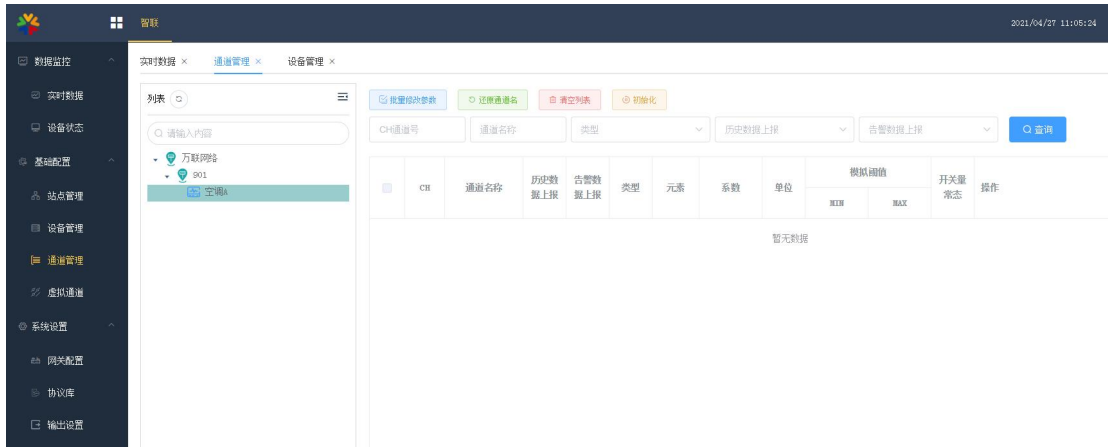 智联
2021/04/27 11:05:24
数据监控
实时数据
设备状态
基础配置
站点管理
设备管理
通道管理
虚拟通道
系统设置
网关配置
协议库
输出设置
实时数据 × 通道管理 × 设备管理 ×
列表
请输入内容
万联网络
901
空调A
批量修改参数 还原通道名 清空列表 初始化
CH通道号 通道名称 类型 历史数据上报 告警数据上报 查询
CH 通道名称 历史数据上报 告警数据上报 类型 元素 系数 单位 模拟阈值 开关量常态 操作
MIN MAX
暂无数据